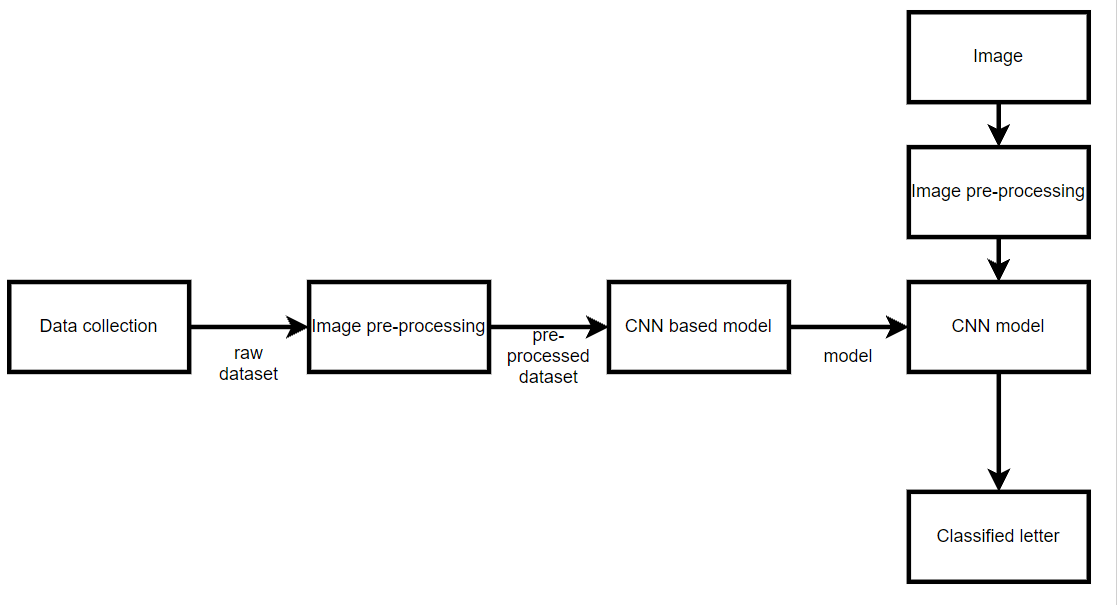 Image
Image pre-processing
Data collection
raw
dataset
Image pre-processing
pre-
processed
dataset
CNN based model
model
CNN model
Classified letter